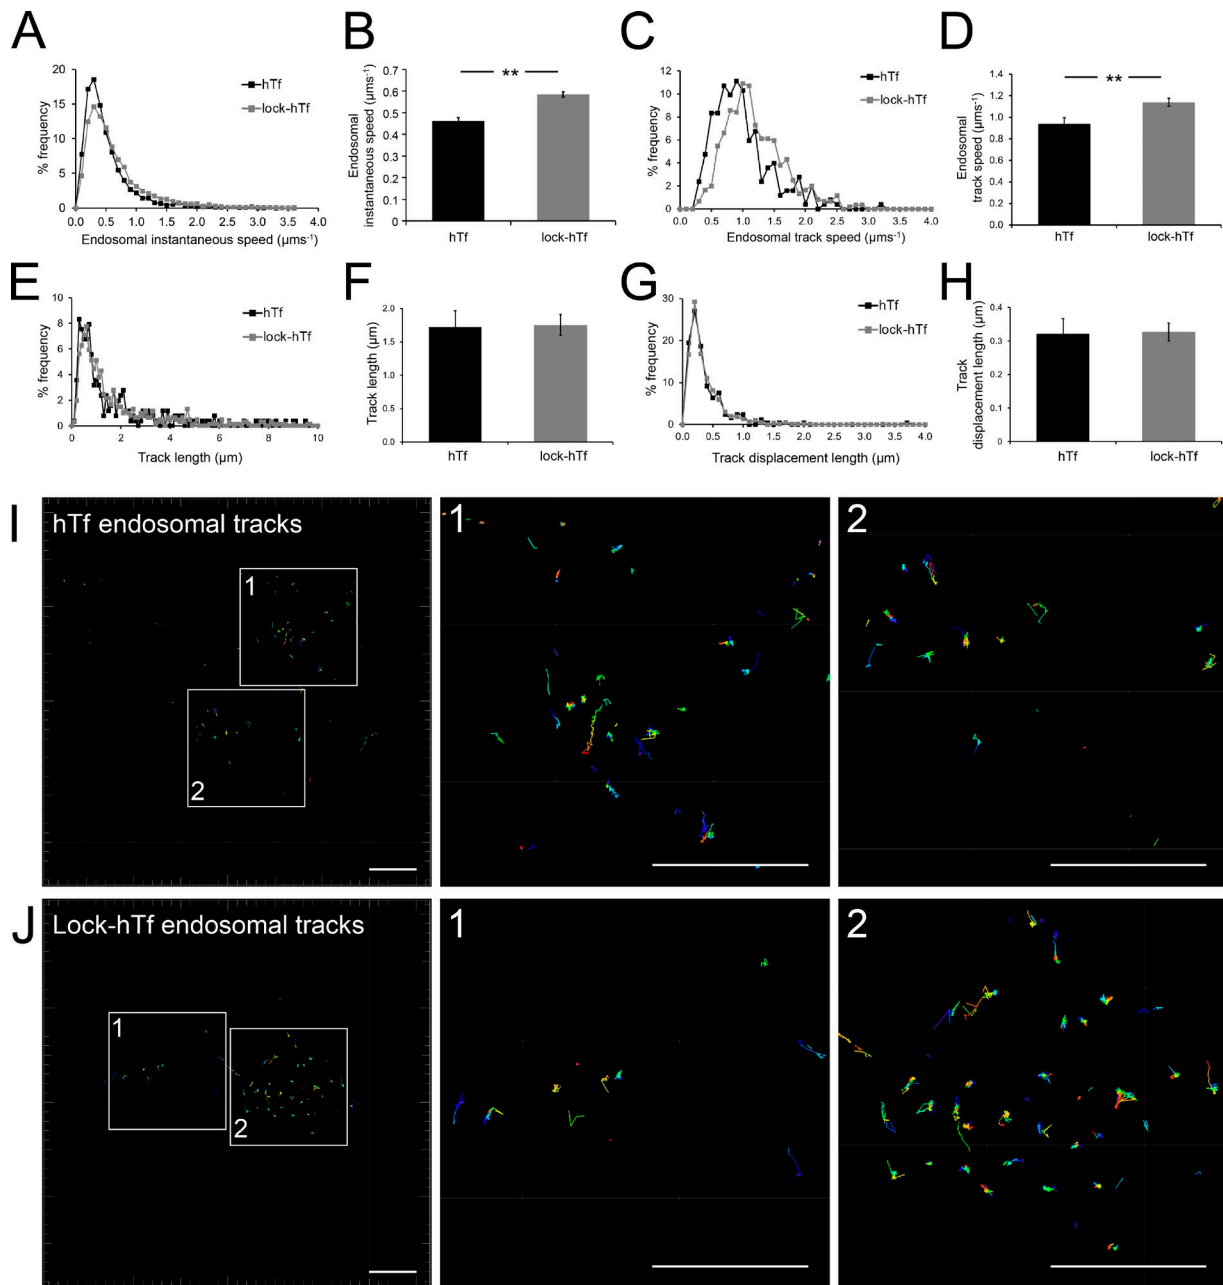 A
20
15
10
5
0
% frequency
hTf
lock-hTf
0.0 0.5 1.0 1.5 2.0 2.5 3.0 3.5 4.0
Endosomal instantaneous speed (µms-1)
B
Endosomal
instantaneous speed (µms-1)
0.7
0.6
0.5
0.4
0.3
0.2
0.1
0
**
hTf
lock-hTf
C
12
10
8
6
4
2
0
% frequency
hTf
lock-hTf
0.0 0.5 1.0 1.5 2.0 2.5 3.0 3.5 4.0
Endosomal track speed (µms-1)
D
Endosomal
track speed (µms-1)
1.4
1.2
1.0
0.8
0.6
0.4
0.2
0.0
**
hTf
lock-hTf
E
10
8
6
4
2
0
% frequency
hTf
lock-hTf
0 2 4 6 8 10
Track length (µm)
F
Track length (µm)
2.0
1.5
1.0
0.5
0.0
hTf
lock-hTf
G
30
20
10
0
% frequency
hTf
lock-hTf
0.0 0.5 1.0 1.5 2.0 2.5 3.0 3.5 4.0
Track displacement length (µm)
H
Track
displacement length (µm)
0.4
0.3
0.2
0.1
0
hTf
lock-hTf
I
hTf endosomal tracks
1
2
1
2
J
Lock-hTf endosomal tracks
1
2
1
2